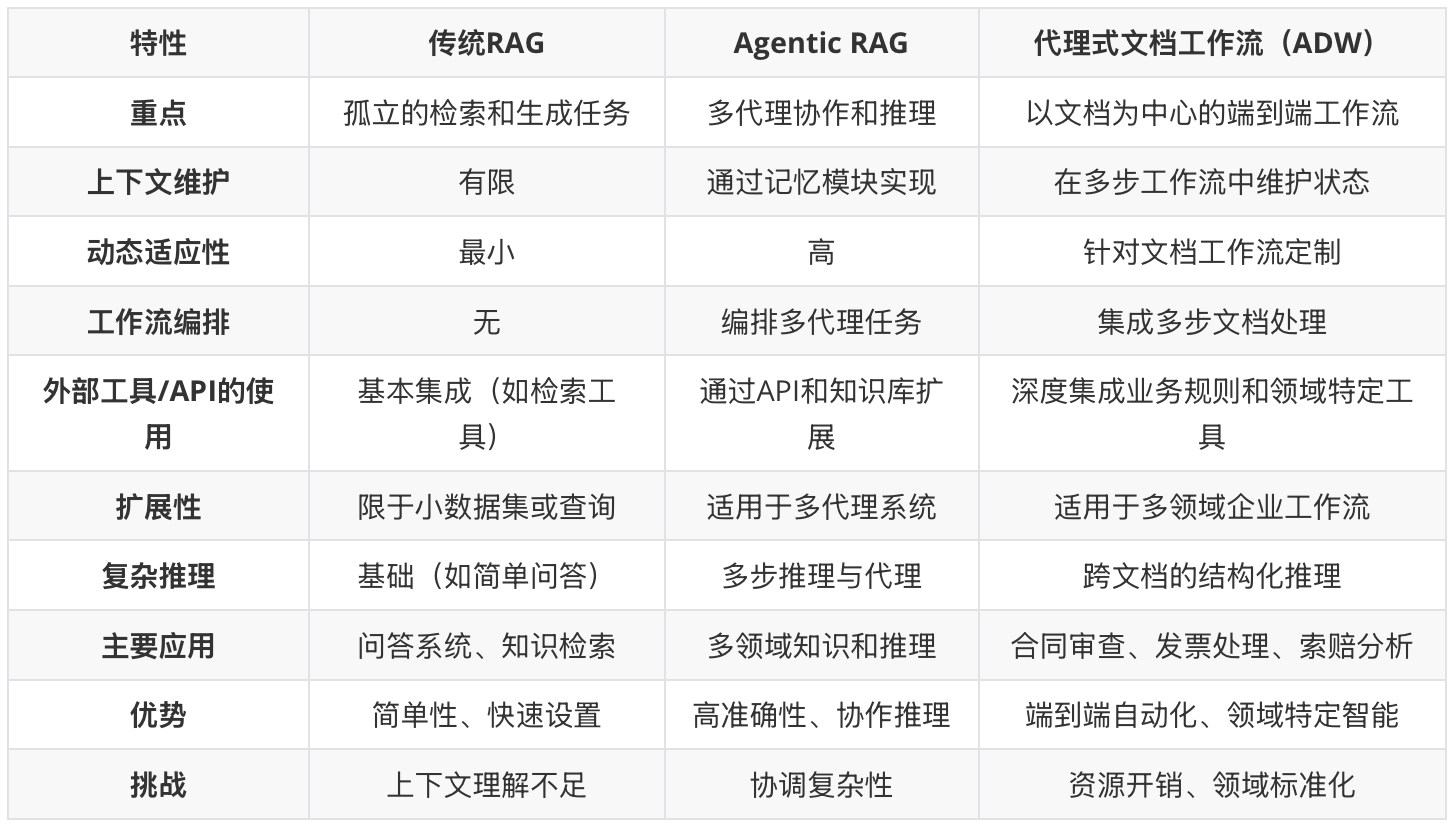 特性 传统RAG Agentic RAG 代理式文档工作流（ADW）
重点 孤立的检索和生成任务 多代理协作和推理 以文档为中心的端到端工作流
上下文维护 有限 通过记忆模块实现 在多步工作流中维护状态
动态适应性 最小 高 针对文档工作流定制
工作流编排 无 编排多代理任务 集成多步文档处理
外部工具/API的使 基本集成（如检索工 通过API和知识库扩 深度集成业务规则和领域特定工
用 具） 展 具
扩展性 限于小数据集或查询 适用于多代理系统 适用于多领域企业工作流
复杂推理 基础（如简单问答） 多步推理与代理 跨文档的结构化推理
主要应用 问答系统、知识检索 多领域知识和推理 合同审查、发票处理、索赔分析
优势 简单性、快速设置 高准确性、协作推理 端到端自动化、领域特定智能
挑战 上下文理解不足 协调复杂性 资源开销、领域标准化